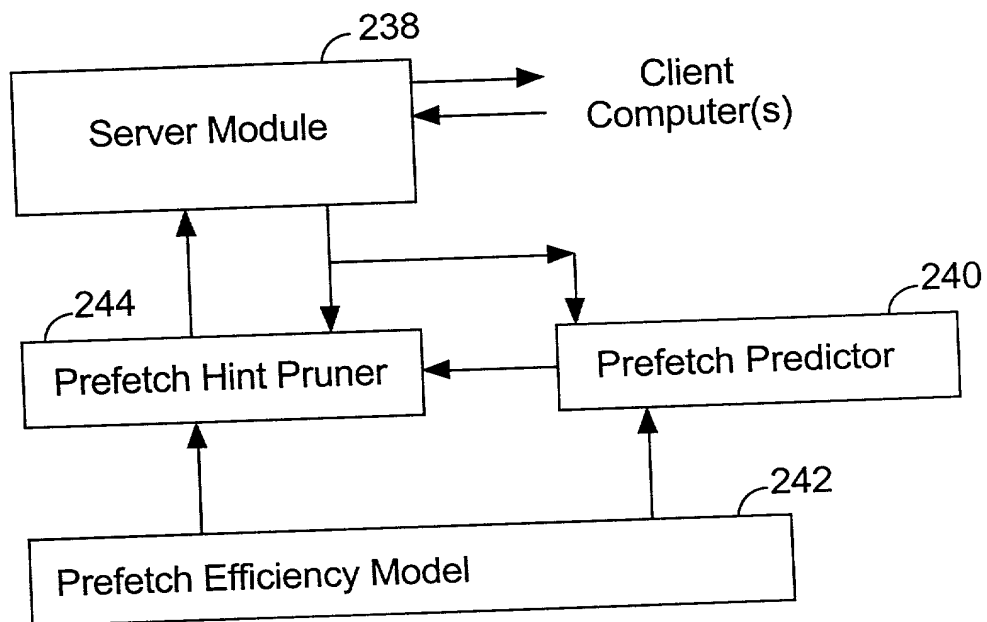 238
Server Module
Client
Computer(s)
244
Prefetch Hint Pruner
240
Prefetch Predictor
242
Prefetch Efficiency Model